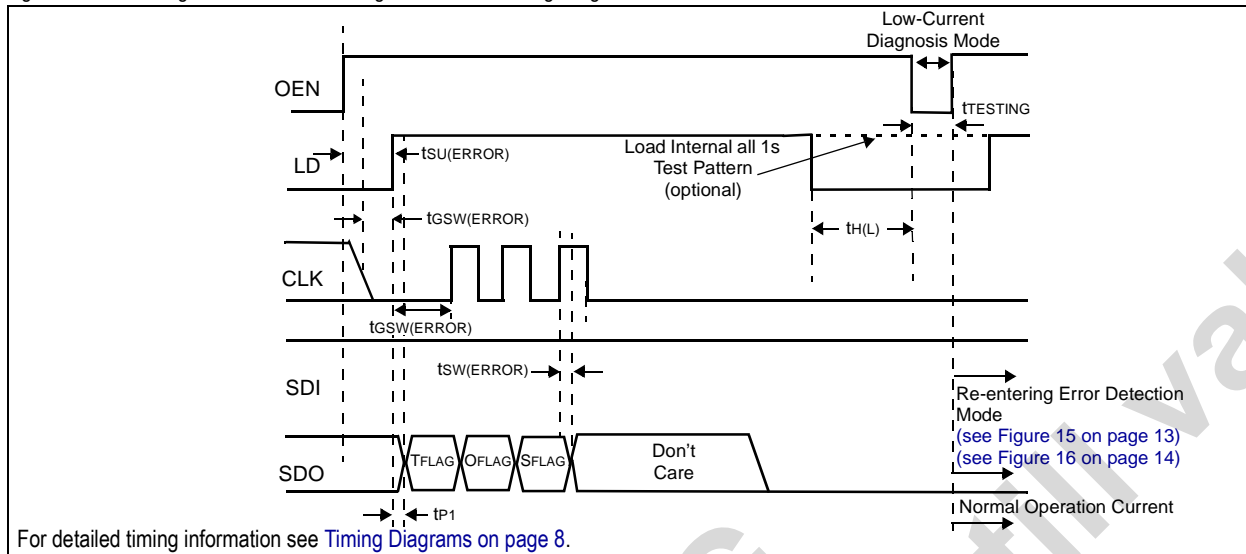 Low-Current
Diagnosis Mode
OEN
tTESTING
LD
tSU(ERROR)
Load Internal all 1s
Test Pattern
(optional)
tGSW(ERROR)
tH(L)
CLK
tGSW(ERROR)
tSW(ERROR)
SDI
Re-entering Error Detection
Mode
(see Figure 15 on page 13)
(see Figure 16 on page 14)
SDO
TFLAG
OFLAG
SFLAG
Don't
Care
Normal Operation Current
tP1
For detailed timing information see Timing Diagrams on page 8.